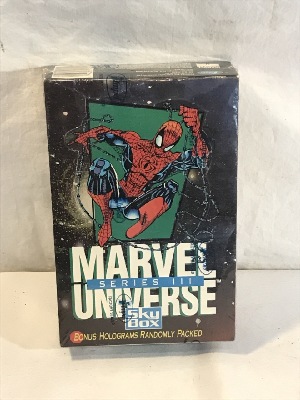 MARVEL
SERIES III
UNIVERSE
SKY
BOX
BONUS HOLOGRAMS RANDOMLY PACKED